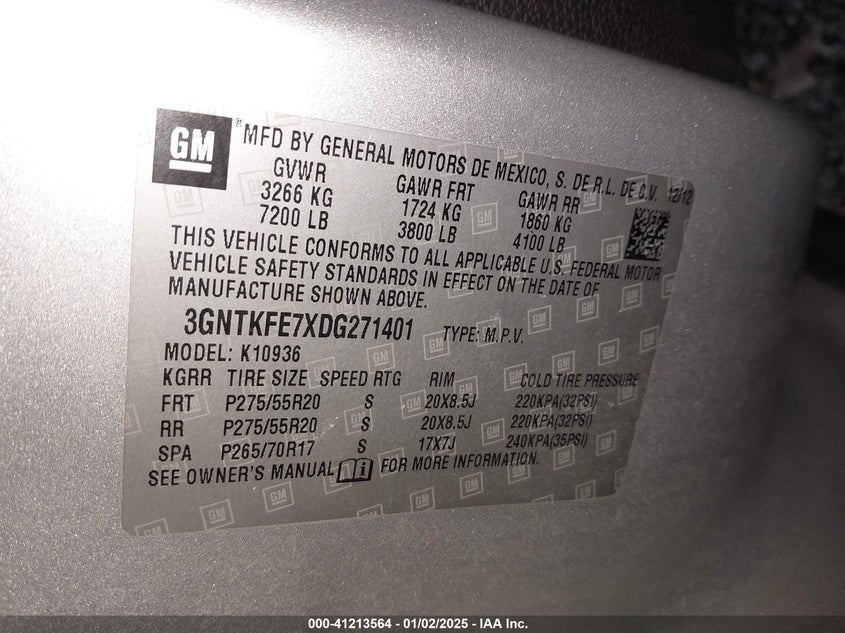 GM ® MFD BY GENERAL MOTORS DE MEXICO, S. DE R.L. DE C.V. 12/12
GVWR GAWR FRT GAWR RR
3266 KG 1724 KG 1860 KG
7200 LB 3800 LB 4100 LB
THIS VEHICLE CONFORMS TO ALL APPLICABLE U.S. FEDERAL MOTOR
VEHICLE SAFETY STANDARDS IN EFFECT ON THE DATE OF
MANUFACTURE SHOWN ABOVE.
3GNTKFE7XDG271401 TYPE: M.P.V.
MODEL: K10936
KGRR TIRE SIZE SPEED RTG RIM COLD TIRE PRESSURE
FRT P275/55R20 S 20X8.5J 220KPA(32PSI)
RR P275/55R20 S 20X8.5J 220KPA(32PSI)
SPA P265/70R17 S 17X7J 240KPA(35PSI)
SEE OWNER'S MANUAL FOR MORE INFORMATION.
000-41213564 - 01/02/2025 - IAA Inc.